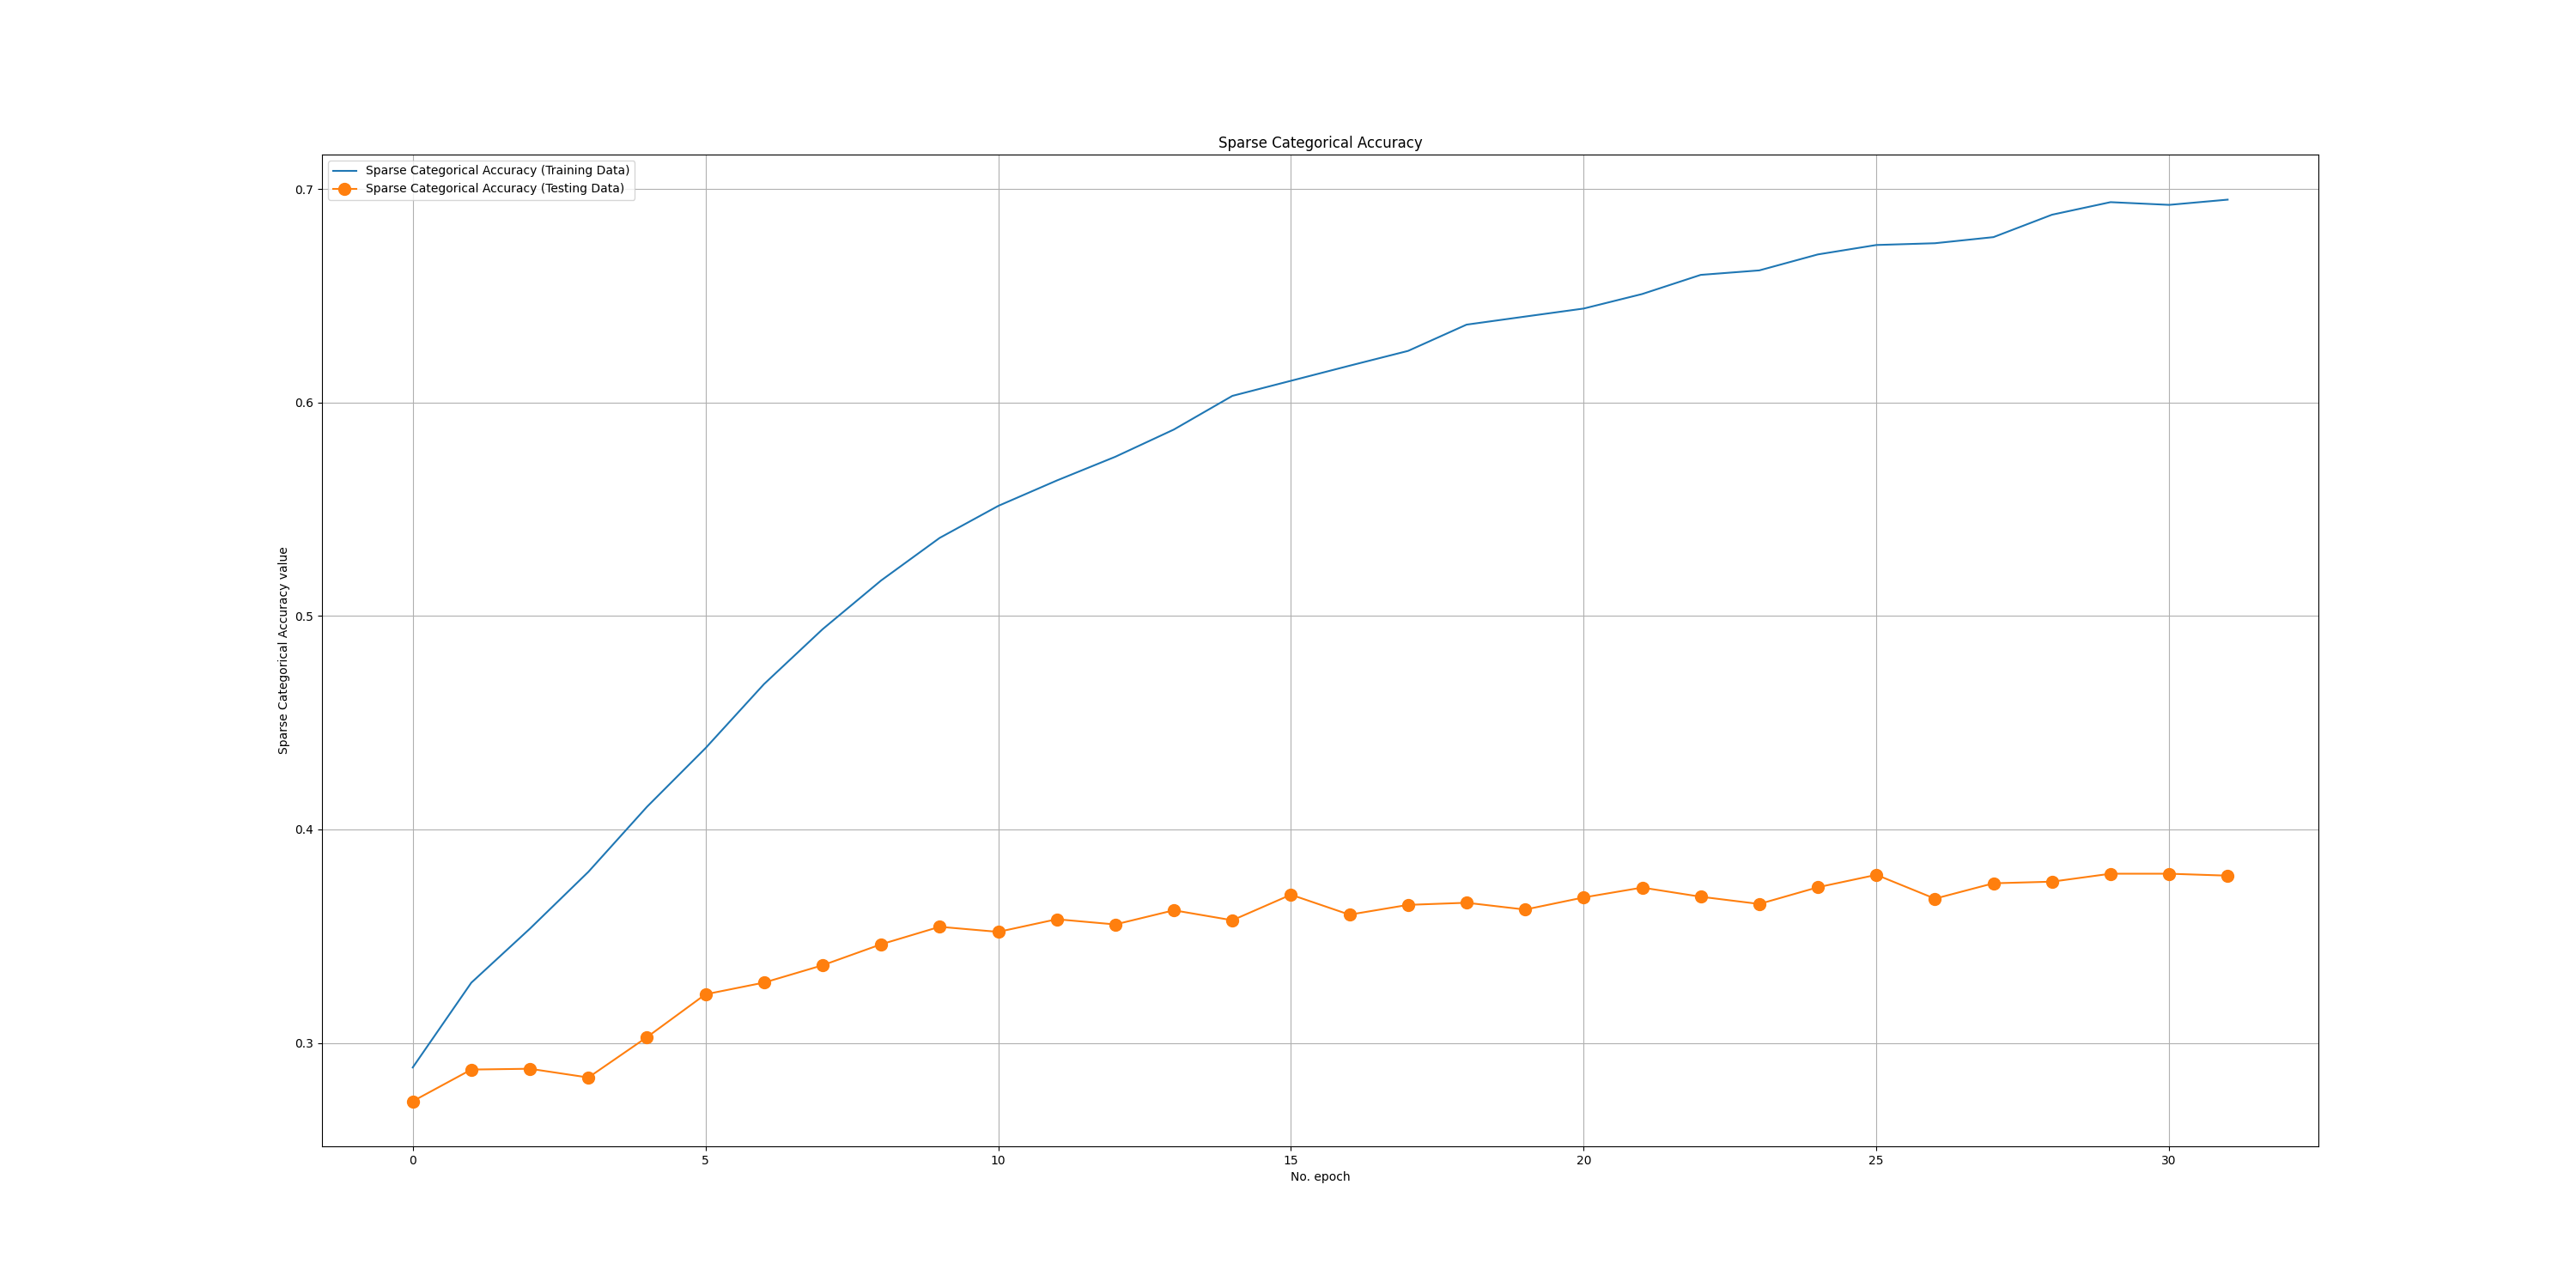 Sparse Categorical Accuracy
Sparse Categorical Accuracy (Training Data)
Sparse Categorical Accuracy (Testing Data)
Sparse Categorical Accuracy value
0.7
0.6
0.5
0.4
0.3
0 5 10 15 20 25 30
No. epoch